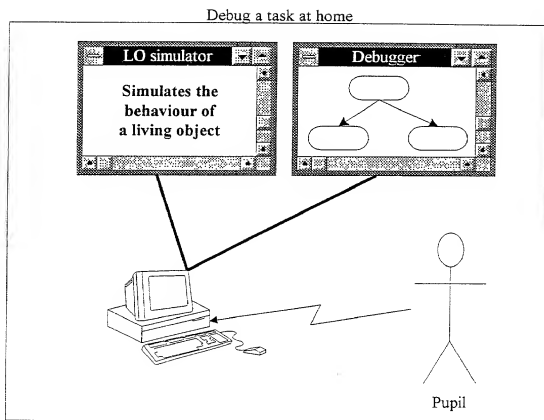 Debug a task at home
LO simulator
Debugger
Simulates the
behaviour of
a living object
Pupil